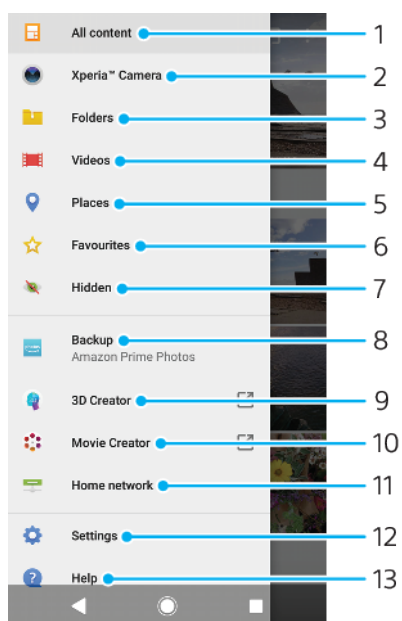 All content 1
Xperia™ Camera 2
Folders 3
Videos 4
Places 5
Favourites 6
Hidden 7
Backup 8
Amazon Prime Photos
3D Creator 9
Movie Creator 10
Home network 11
Settings 12
Help 13